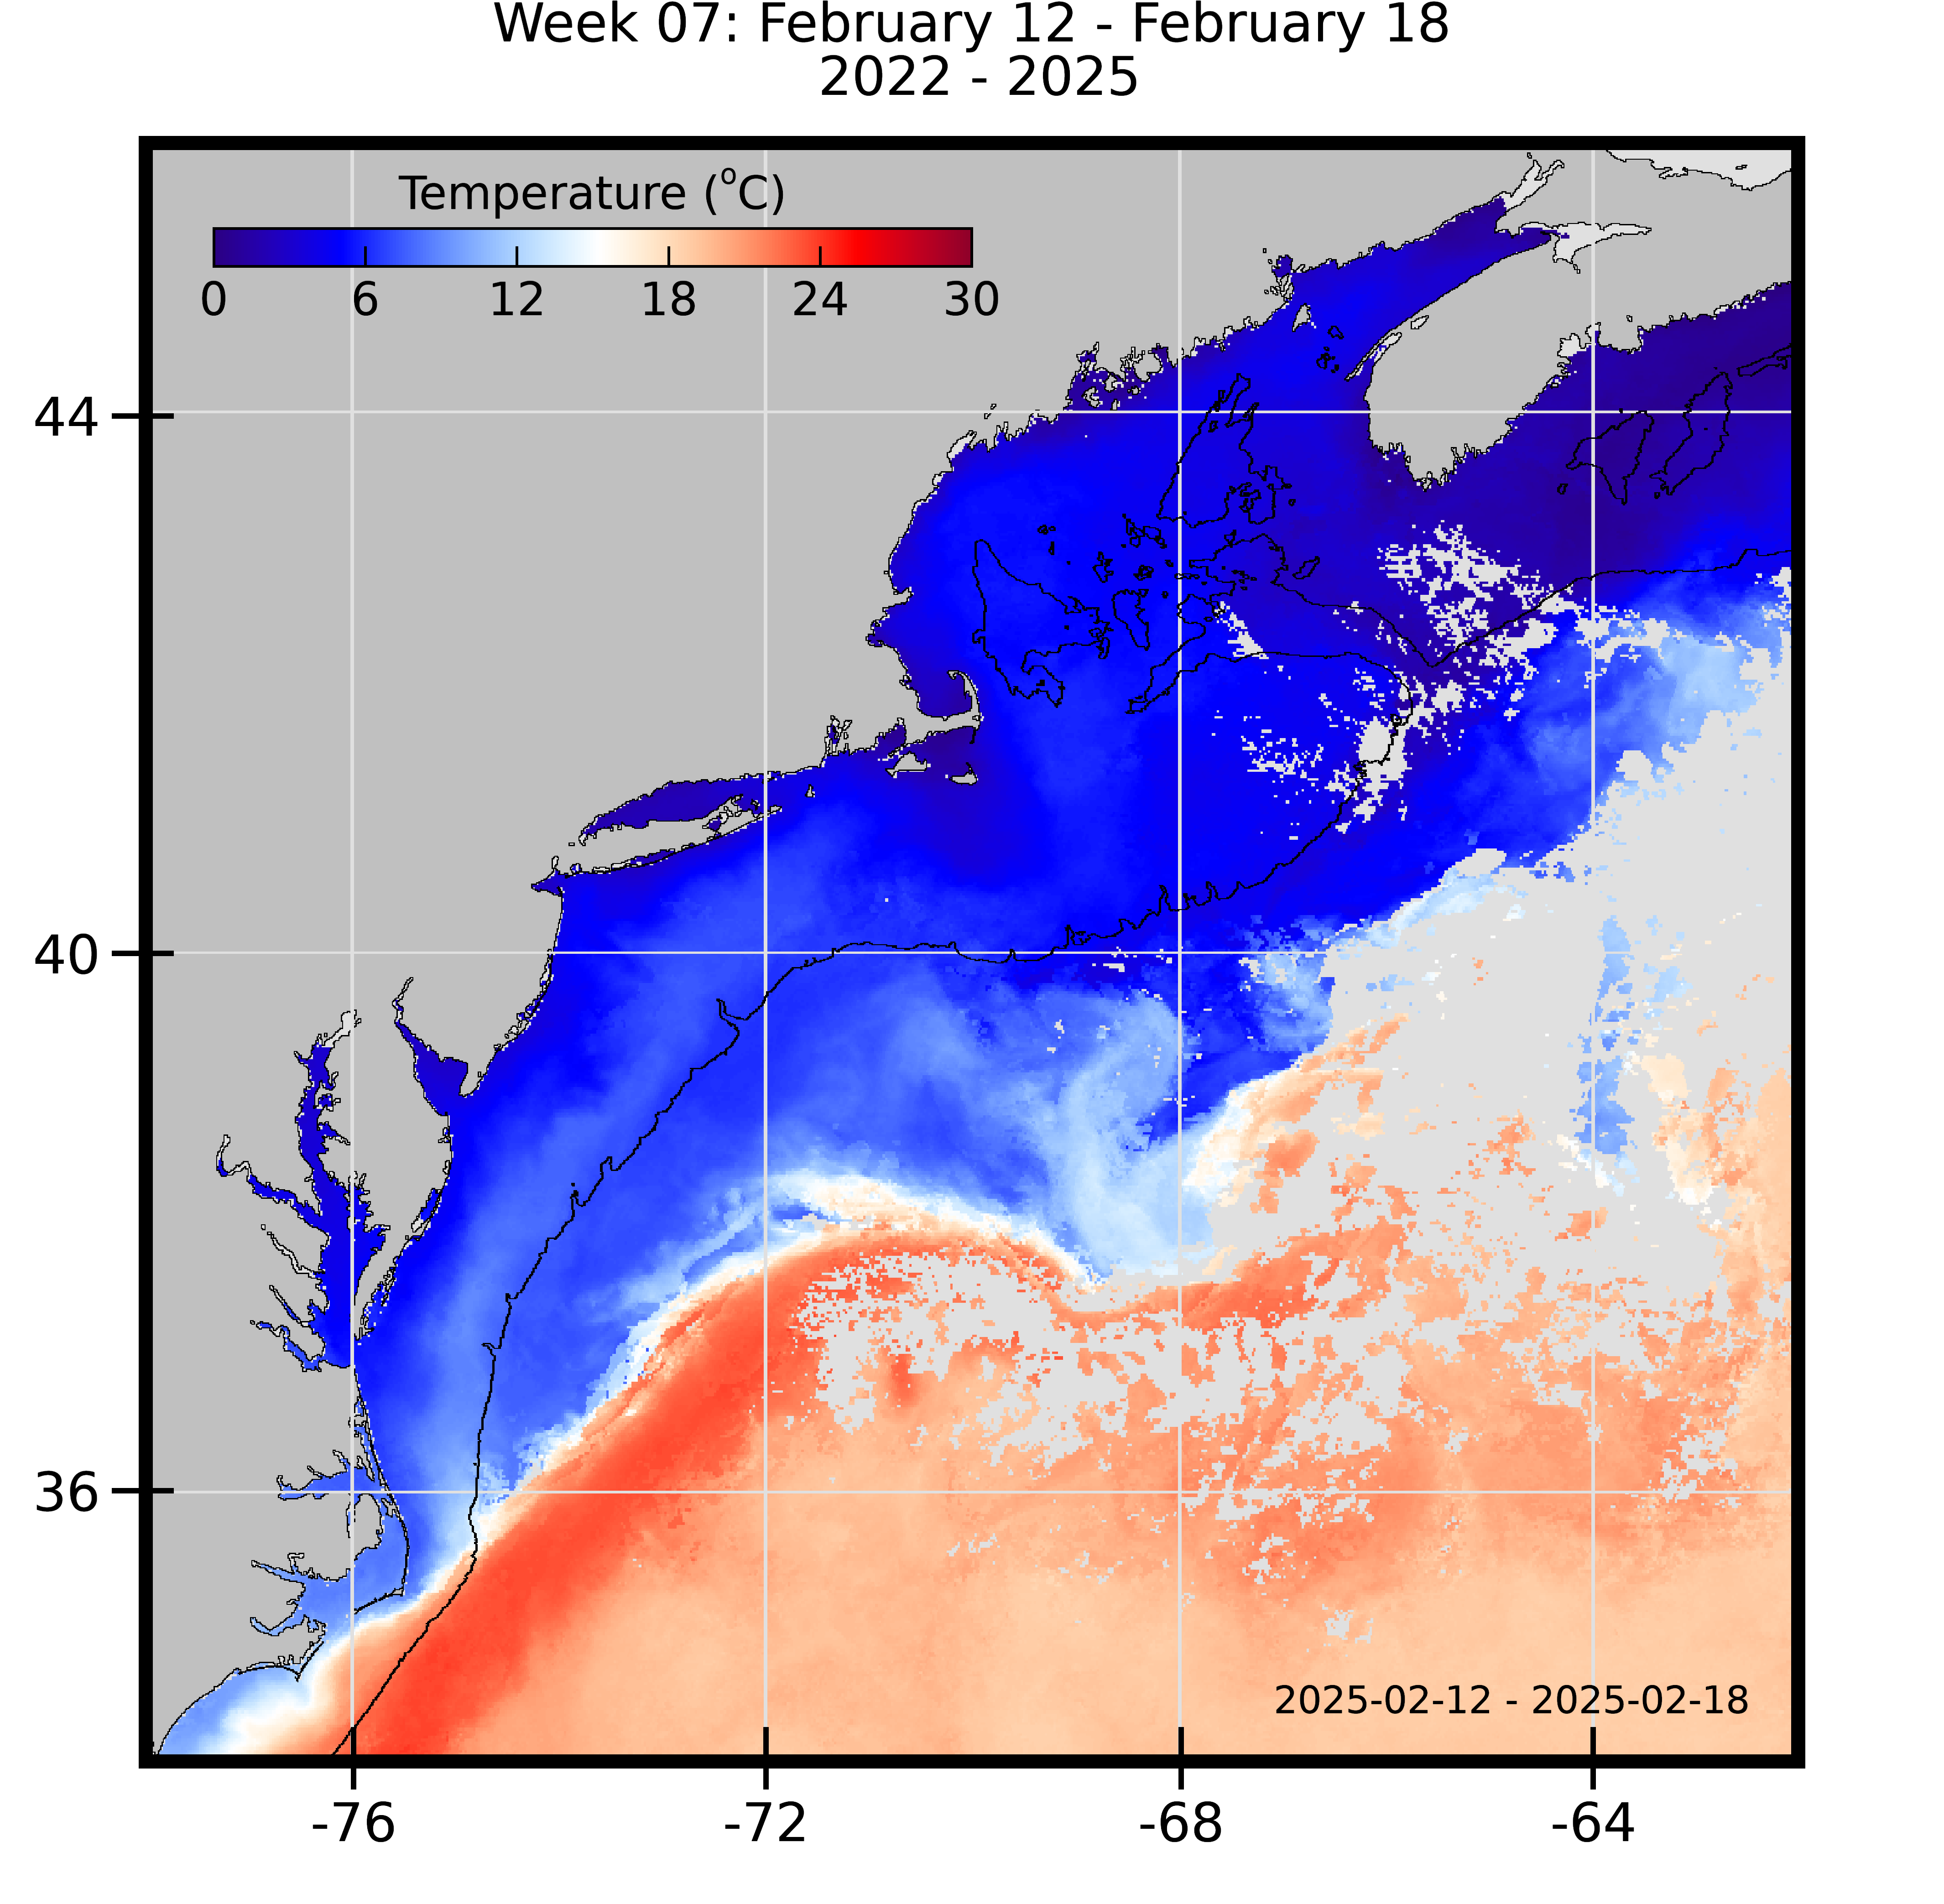 Week 07: February 12 - February 18
2022 - 2025
Temperature (°C)
0 6 12 18 24 30
44
40
36
2025-02-12 - 2025-02-18
-76 -72 -68 -64